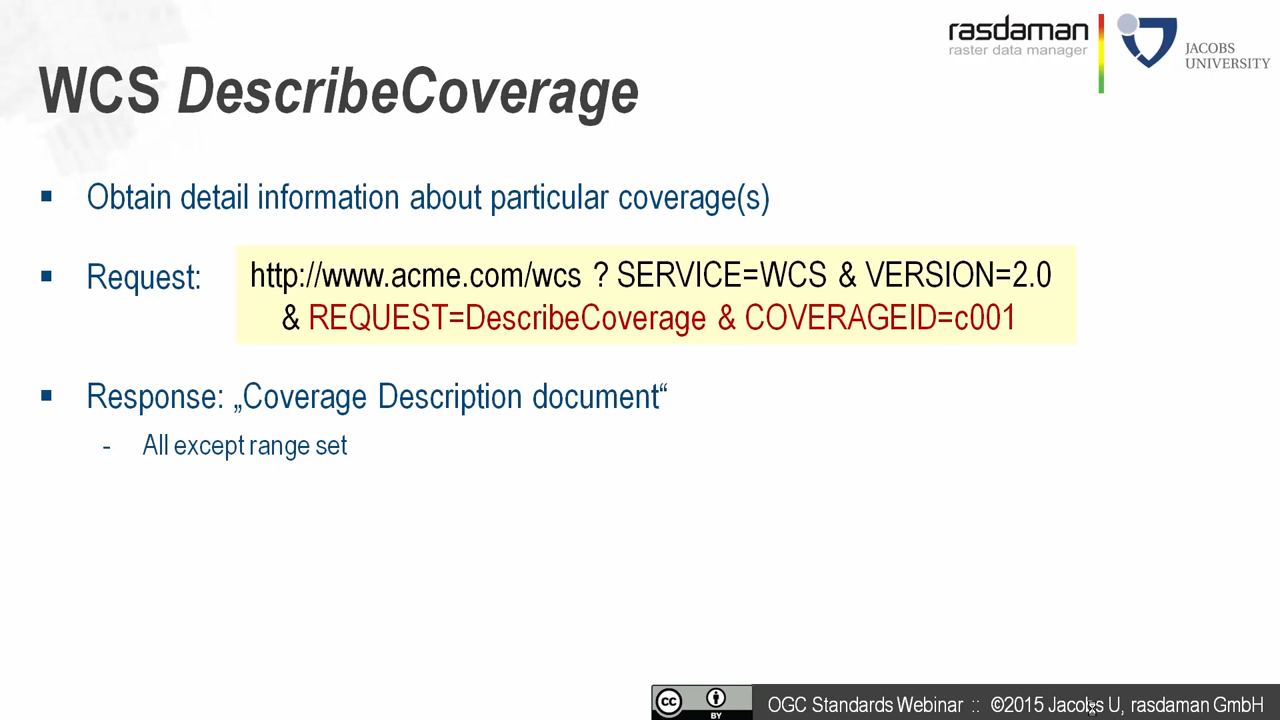 rasdaman
raster data manager
JACOBS
UNIVERSITY
WCS DescribeCoverage
▪ Obtain detail information about particular coverage(s)
▪ Request:
http://www.acme.com/wcs ? SERVICE=WCS & VERSION=2.0
& REQUEST=DescribeCoverage & COVERAGEID=c001
▪ Response: „Coverage Description document“
- All except range set
cc
BY
OGC Standards Webinar :: ©2015 Jacobs U, rasdaman GmbH